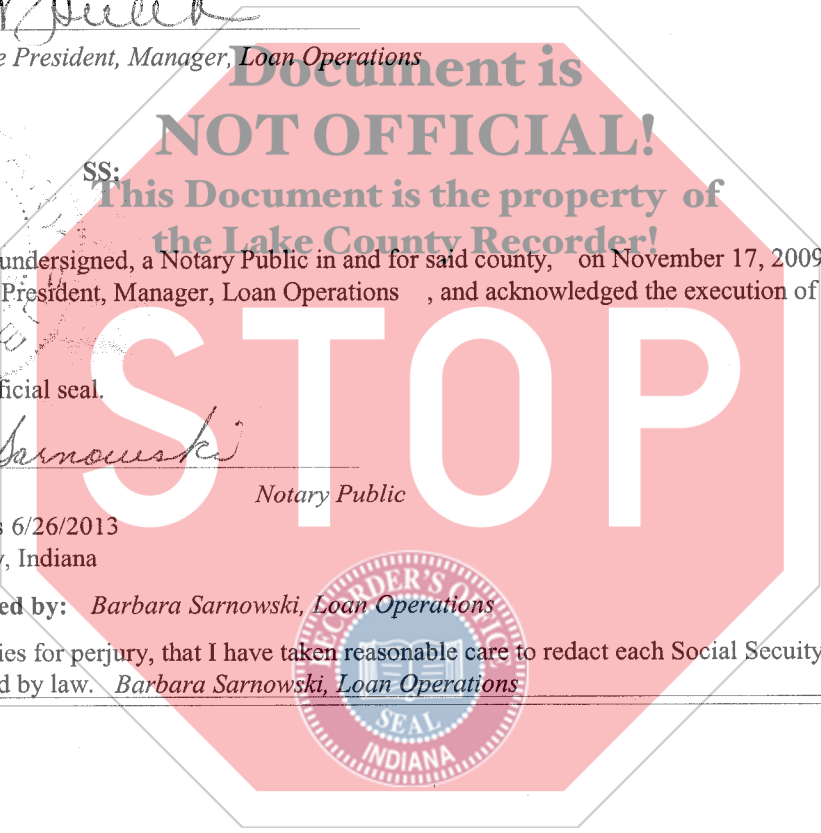 e President, Manager, Loan Operations
Document is
NOT OFFICIAL!
SS:
This Document is the property of
the Lake County Recorder!
undersigned, a Notary Public in and for said county, on November 17, 2009
President, Manager, Loan Operations , and acknowledged the execution of
STOP
ficial seal.
Sarnowski
Notary Public
s 6/26/2013
y, Indiana
ed by: Barbara Sarnowski, Loan Operations
ies for perjury, that I have taken reasonable care to redact each Social Secuity
d by law. Barbara Sarnowski, Loan Operations
RECORDER'S OFFICE
SEAL
INDIANA